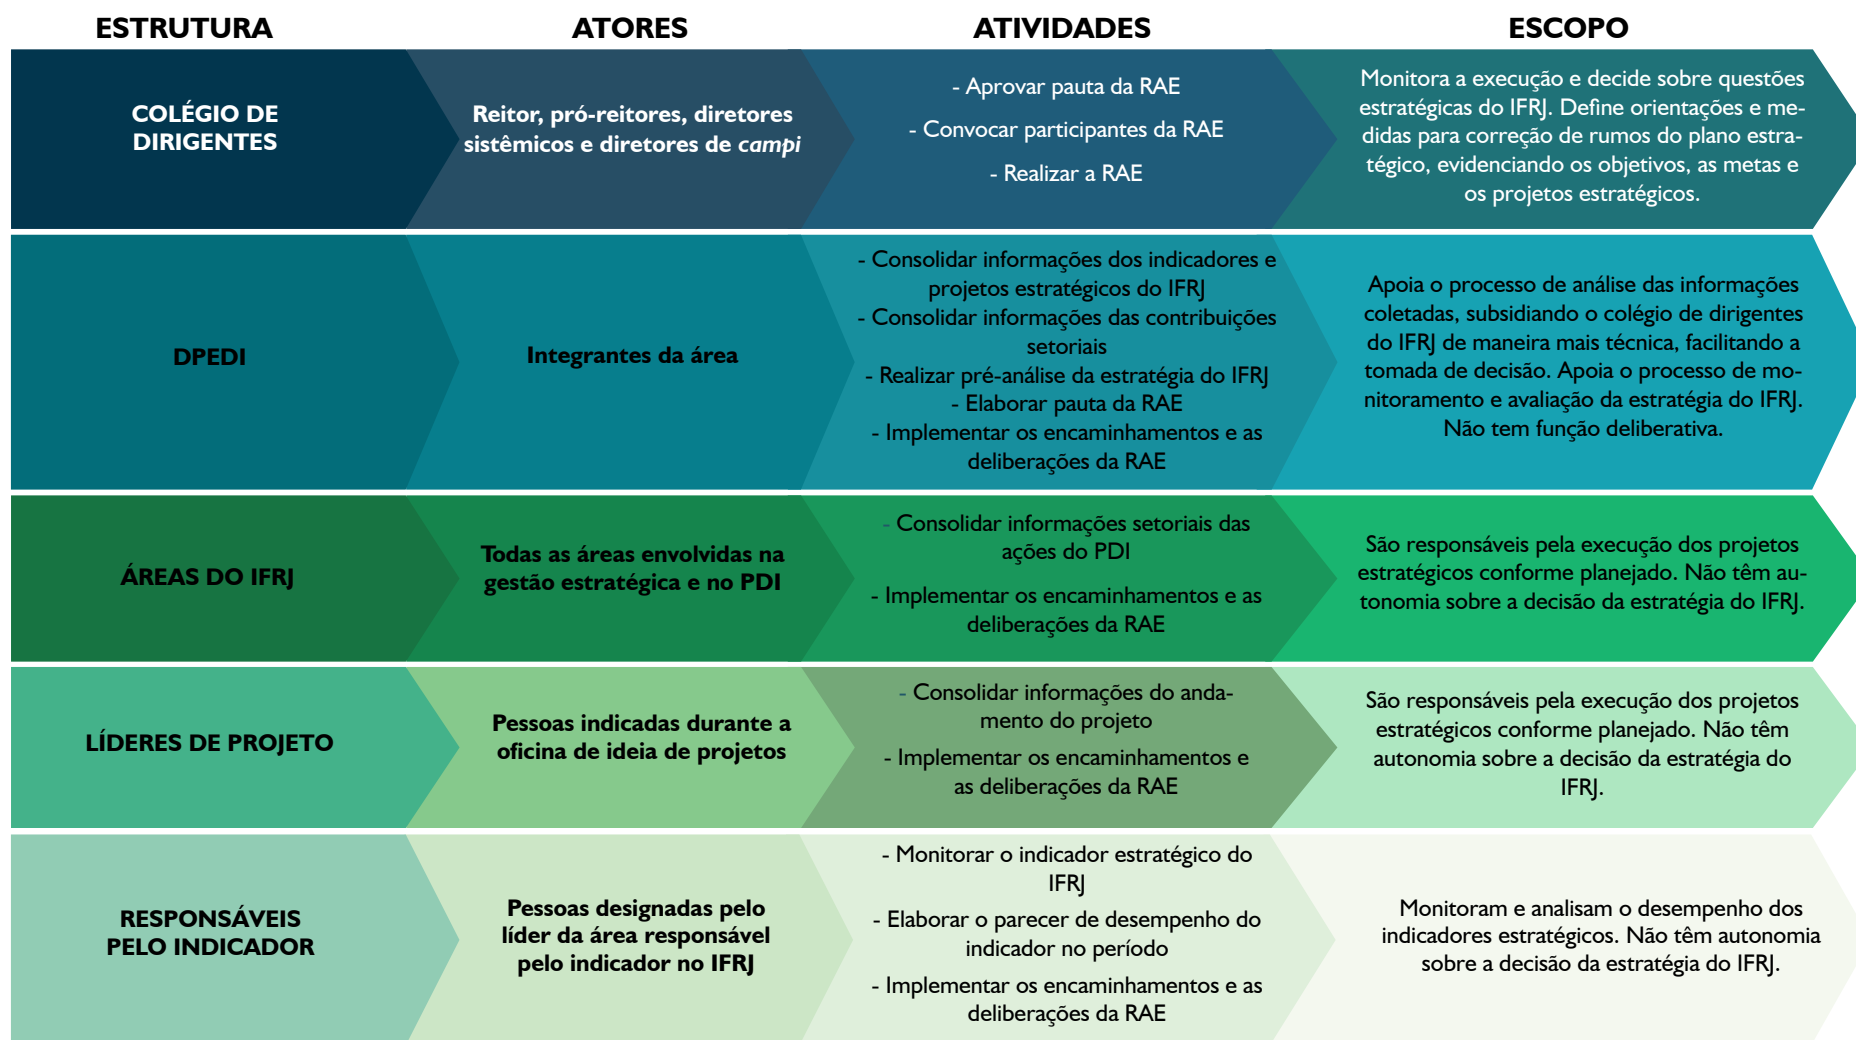 ESTRUTURA
ATORES
ATIVIDADES
ESCOPO
COLÉGIO DE
DIRIGENTES
Reitor, pró-reitores, diretores
sistêmicos e diretores de campi
- Aprovar pauta da RAE
- Convocar participantes da RAE
- Realizar a RAE
Monitora a execução e decide sobre questões
estratégicas do IFRJ. Define orientações e me-
didas para correção de rumos do plano estra-
tégico, evidenciando os objetivos, as metas e
os projetos estratégicos.
DPEDI
Integrantes da área
- Consolidar informações dos indicadores e
projetos estratégicos do IFRJ
- Consolidar informações das contribuições
setoriais
- Realizar pré-análise da estratégia do IFRJ
- Elaborar pauta da RAE
- Implementar os encaminhamentos e as
deliberações da RAE
Apoia o processo de análise das informações
coletadas, subsidiando o colégio de dirigentes
do IFRJ de maneira mais técnica, facilitando a
tomada de decisão. Apoia o processo de mo-
nitoramento e avaliação da estratégia do IFRJ.
Não tem função deliberativa.
ÁREAS DO IFRJ
Todas as áreas envolvidas na
gestão estratégica e no PDI
- Consolidar informações setoriais das
ações do PDI
- Implementar os encaminhamentos e as
deliberações da RAE
São responsáveis pela execução dos projetos
estratégicos conforme planejado. Não têm au-
tonomia sobre a decisão da estratégia do IFRJ.
LÍDERES DE PROJETO
Pessoas indicadas durante a
oficina de ideia de projetos
- Consolidar informações do anda-
mento do projeto
- Implementar os encaminhamentos e
as deliberações da RAE
São responsáveis pela execução dos projetos
estratégicos conforme planejado. Não têm
autonomia sobre a decisão da estratégia do
IFRJ.
RESPONSÁVEIS
PELO INDICADOR
Pessoas designadas pelo
líder da área responsável
pelo indicador no IFRJ
- Monitorar o indicador estratégico do
IFRJ
- Elaborar o parecer de desempenho do
indicador no período
- Implementar os encaminhamentos e as
deliberações da RAE
Monitoram e analisam o desempenho dos
indicadores estratégicos. Não têm autonomia
sobre a decisão da estratégia do IFRJ.